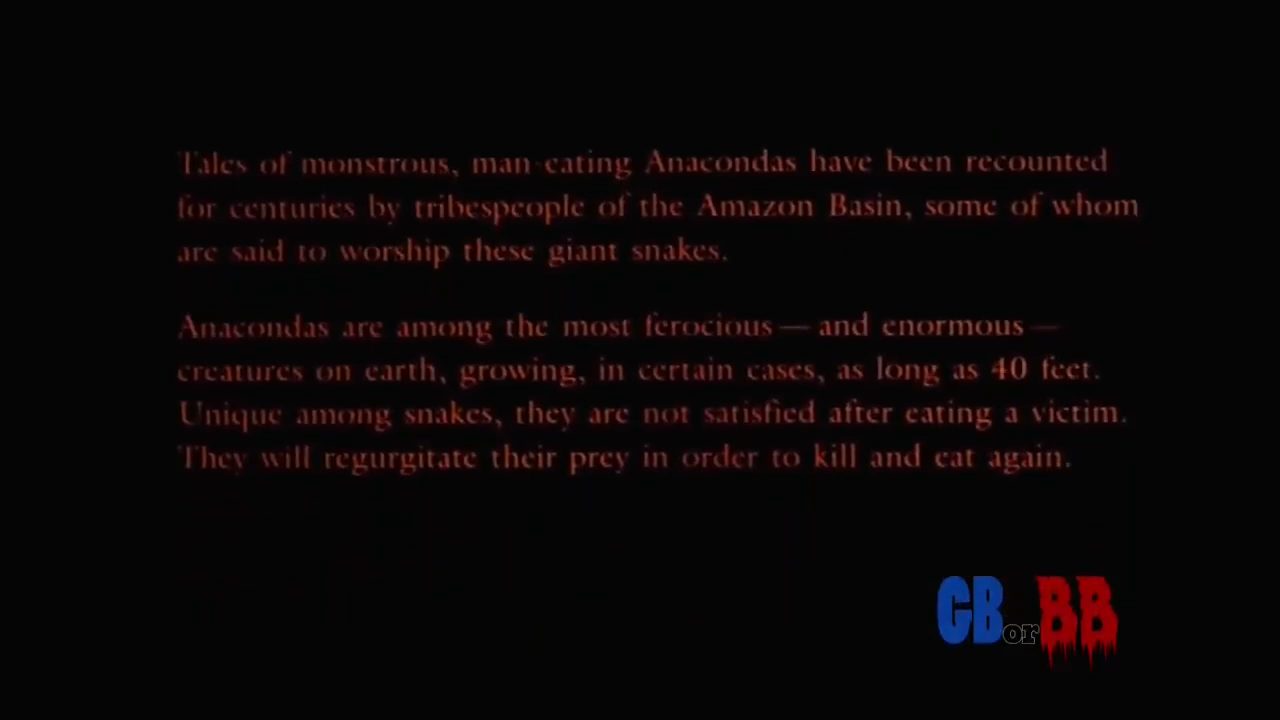 Tales of monstrous, man-eating Anacondas have been recounted
for centuries by tribespeople of the Amazon Basin, some of whom
are said to worship these giant snakes.
Anacondas are among the most ferocious — and enormous —
creatures on earth, growing, in certain cases, as long as 40 feet.
Unique among snakes, they are not satisfied after eating a victim.
They will regurgitate their prey in order to kill and eat again.
GB or BB